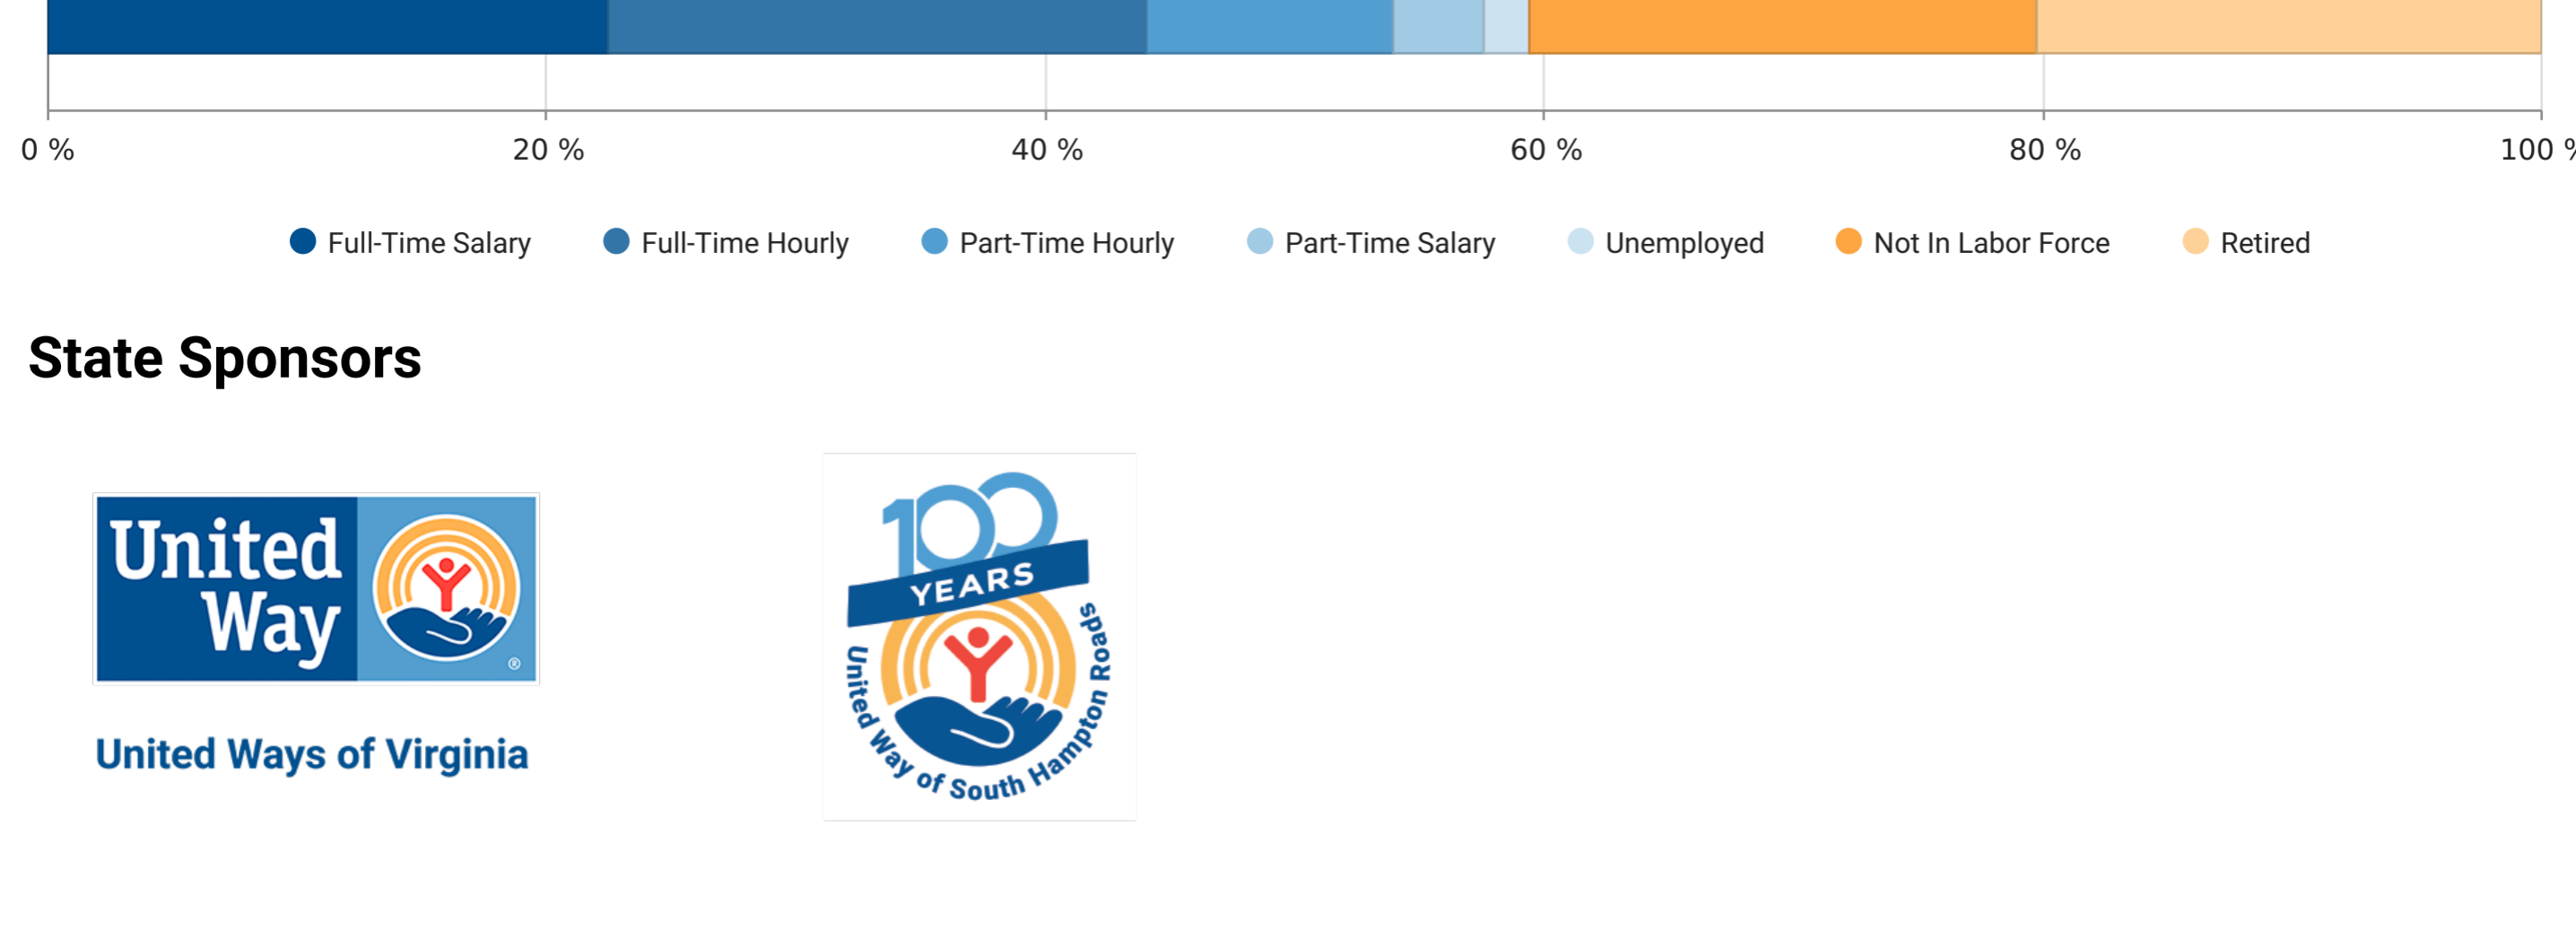 0 % 20 % 40 % 60 % 80 % 100 %
Full-Time Salary Full-Time Hourly Part-Time Hourly Part-Time Salary Unemployed Not In Labor Force Retired
State Sponsors
United
Way
®
United Ways of Virginia
100
YEARS
United Way of South Hampton Roads